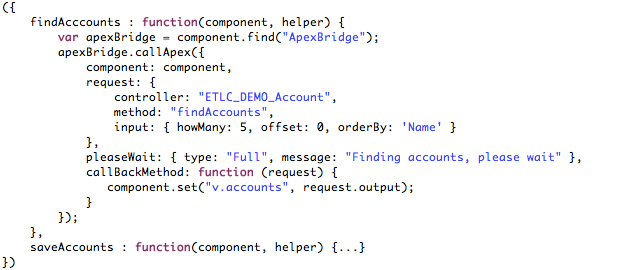 ({
    findAcccounts : function(component, helper) {
        var apexBridge = component.find("ApexBridge");
        apexBridge.callApex({
            component: component,
            request: {
                controller: "ETLC_DEMO_Account",
                method: "findAccounts",
                input: { howMany: 5, offset: 0, orderBy: 'Name' }
            },
            pleaseWait: { type: "Full", message: "Finding accounts, please wait" },
            callBackMethod: function (request) {
               component.set("v.accounts", request.output);
            }
        });
    },
    saveAccounts : function(component, helper) {...}
})